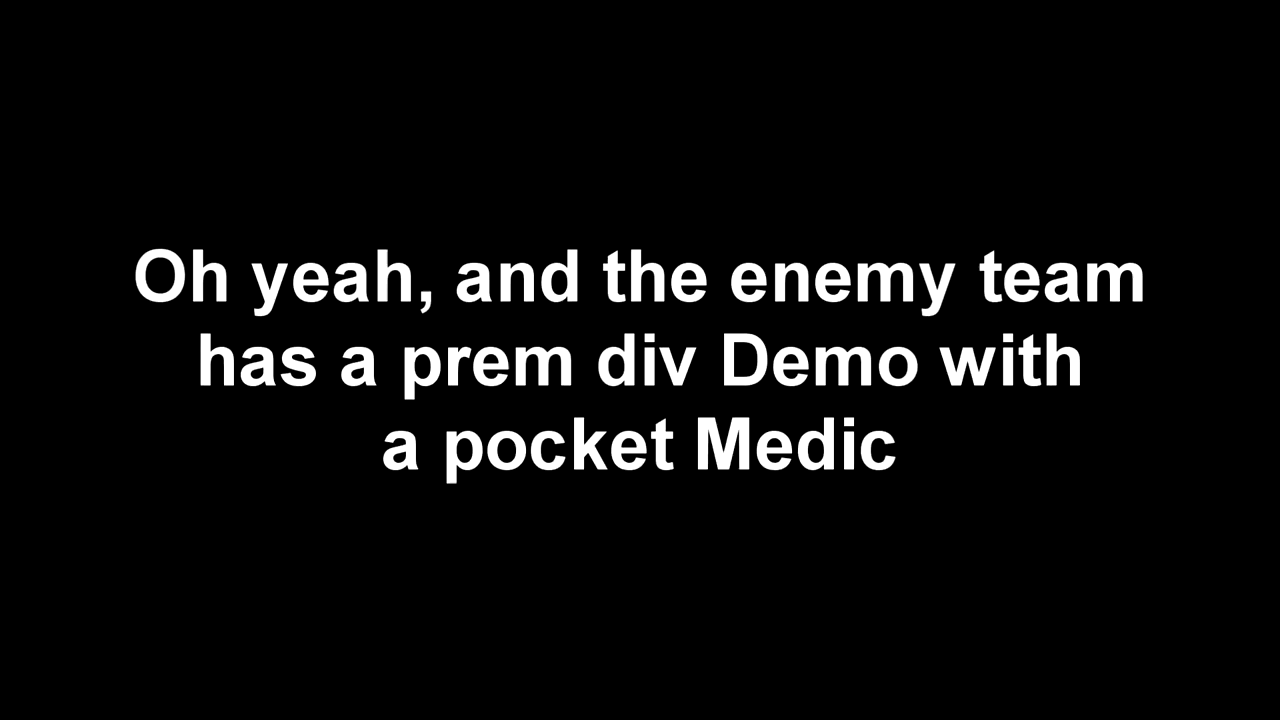 Oh yeah, and the enemy team
has a prem div Demo with
a pocket Medic